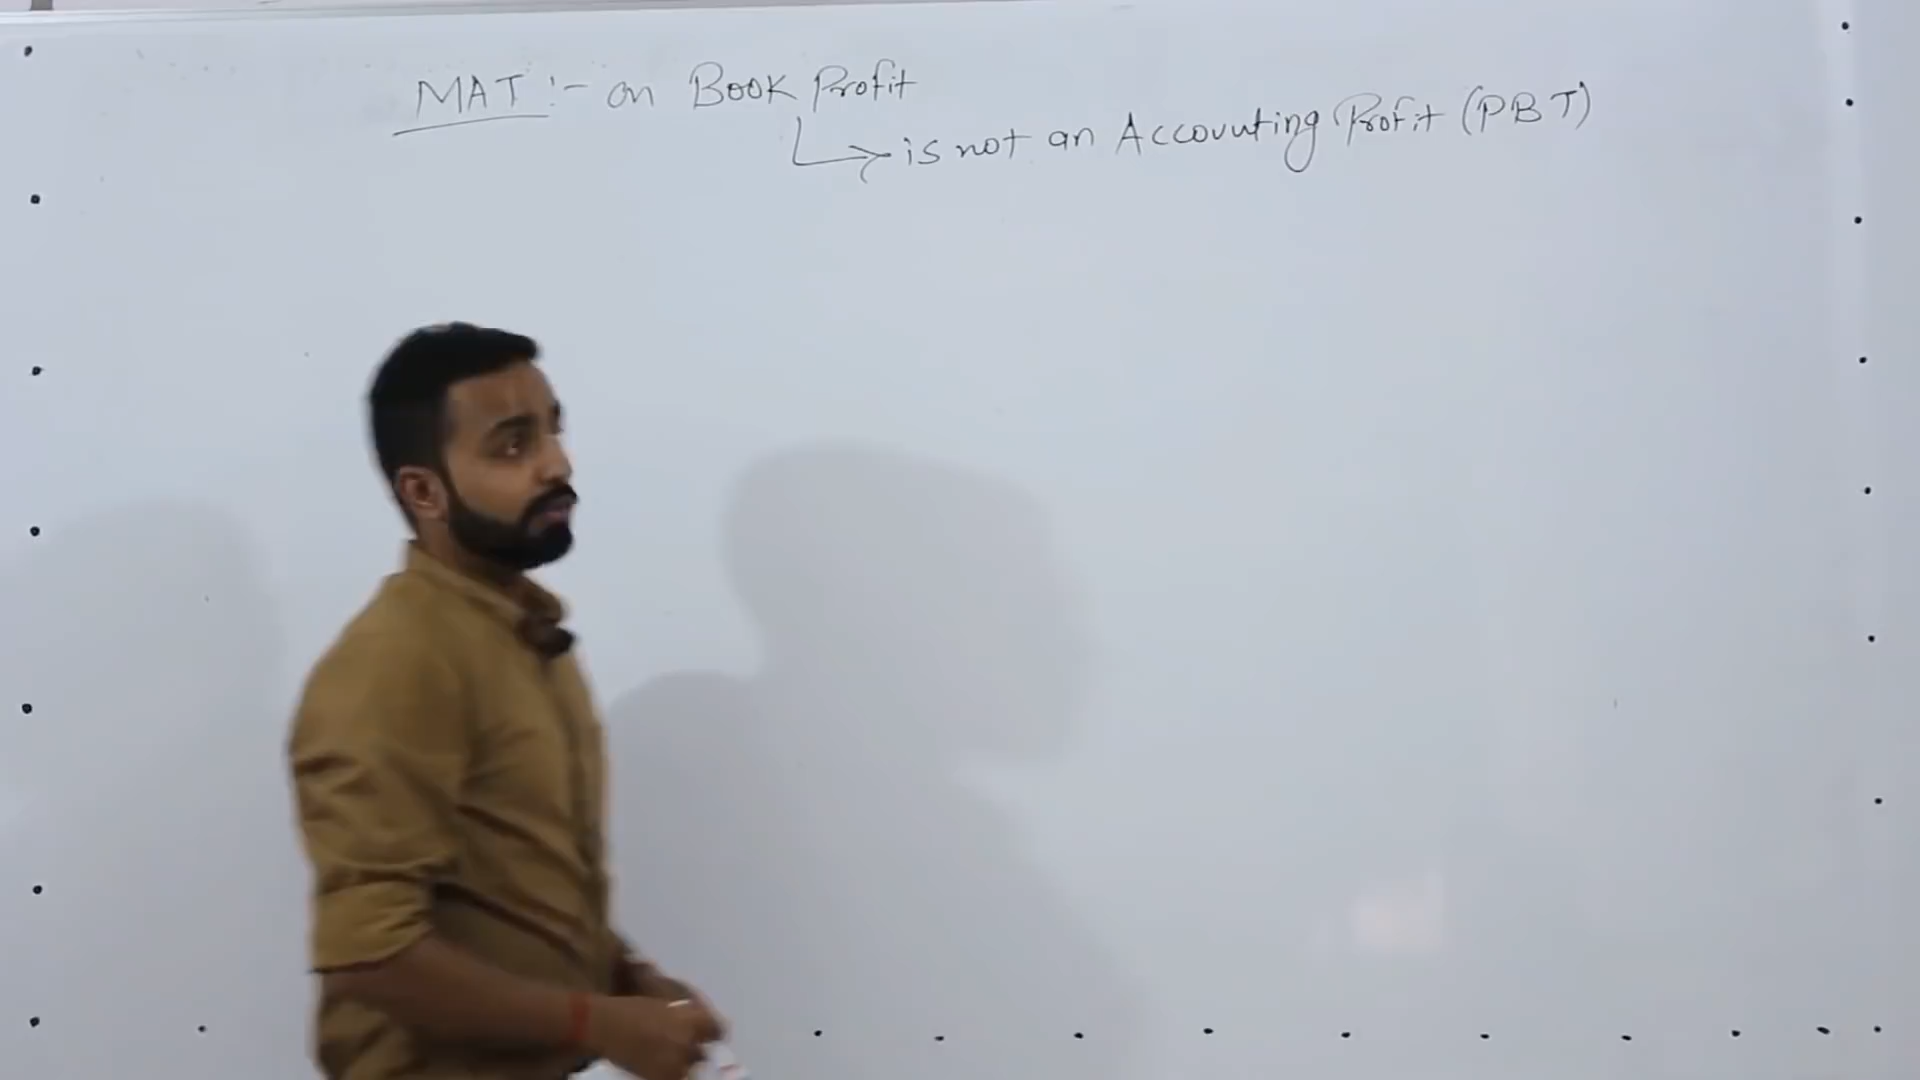 MAT :- on Book Profit
is not an Accounting Profit (PBT)